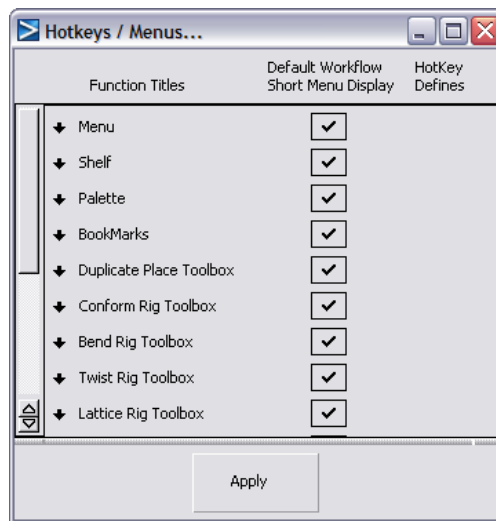 Hotkeys / Menus...
Default Workflow HotKey
Function Titles Short Menu Display Defines
Menu
Shelf
Palette
BookMarks
Duplicate Place Toolbox
Conform Rig Toolbox
Bend Rig Toolbox
Twist Rig Toolbox
Lattice Rig Toolbox
Apply